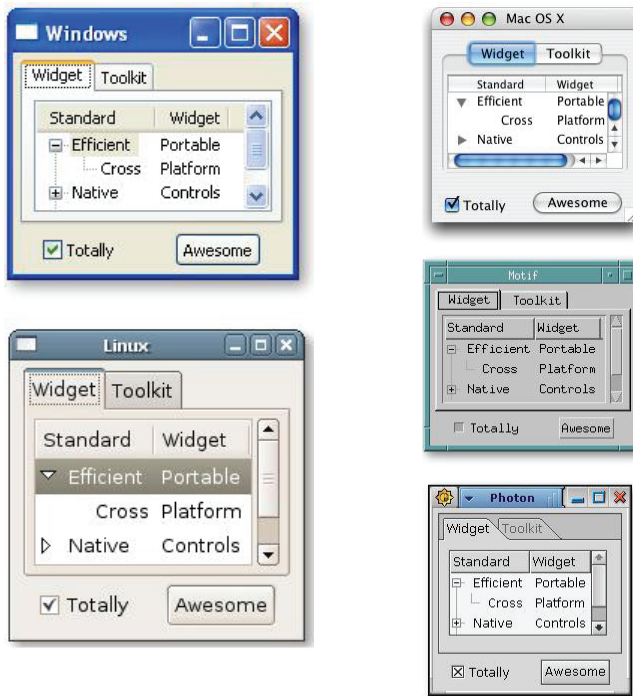 Windows
Widget Toolkit
Standard Widget
Efficient Portable
Cross Platform
Native Controls
Totally Awesome
Mac OS X
Widget Toolkit
Standard Widget
Efficient Portable
Cross Platform
Native Controls
Totally Awesome
Linux
Widget Toolkit
Standard Widget
Efficient Portable
Cross Platform
Native Controls
Totally Awesome
Motif
Widget Toolkit
Standard Widget
Efficient Portable
Cross Platform
Native Controls
Totally Awesome
Photon
Widget Toolkit
Standard Widget
Efficient Portable
Cross Platform
Native Controls
Totally Awesome